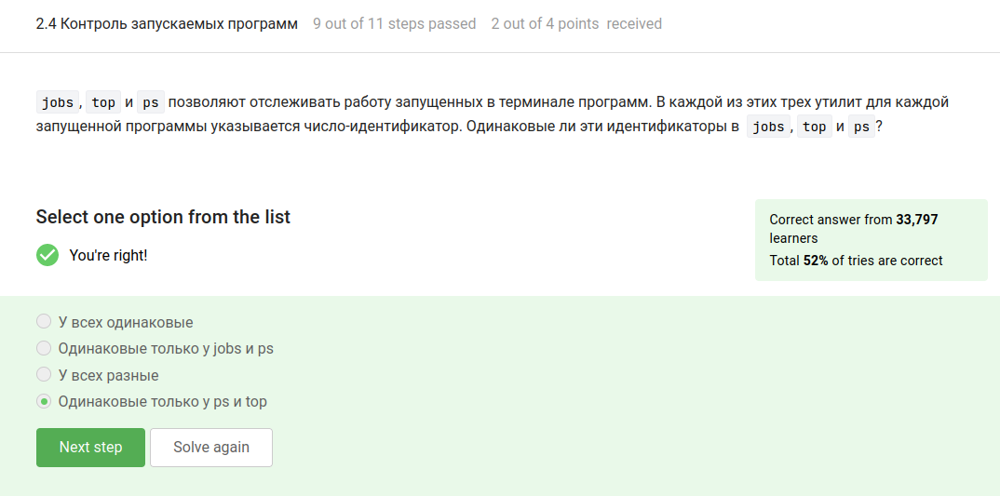 2.4 Контроль запускаемых программ 9 out of 11 steps passed 2 out of 4 points received
jobs, top и ps позволяют отслеживать работу запущенных в терминале программ. В каждой из этих трех утилит для каждой
запущенной программы указывается число-идентификатор. Одинаковые ли эти идентификаторы в jobs, top и ps?
Select one option from the list
You're right!
Correct answer from 33,797
learners
Total 52% of tries are correct
У всех одинаковые
Одинаковые только у jobs и ps
У всех разные
Одинаковые только у ps и top
Next step Solve again